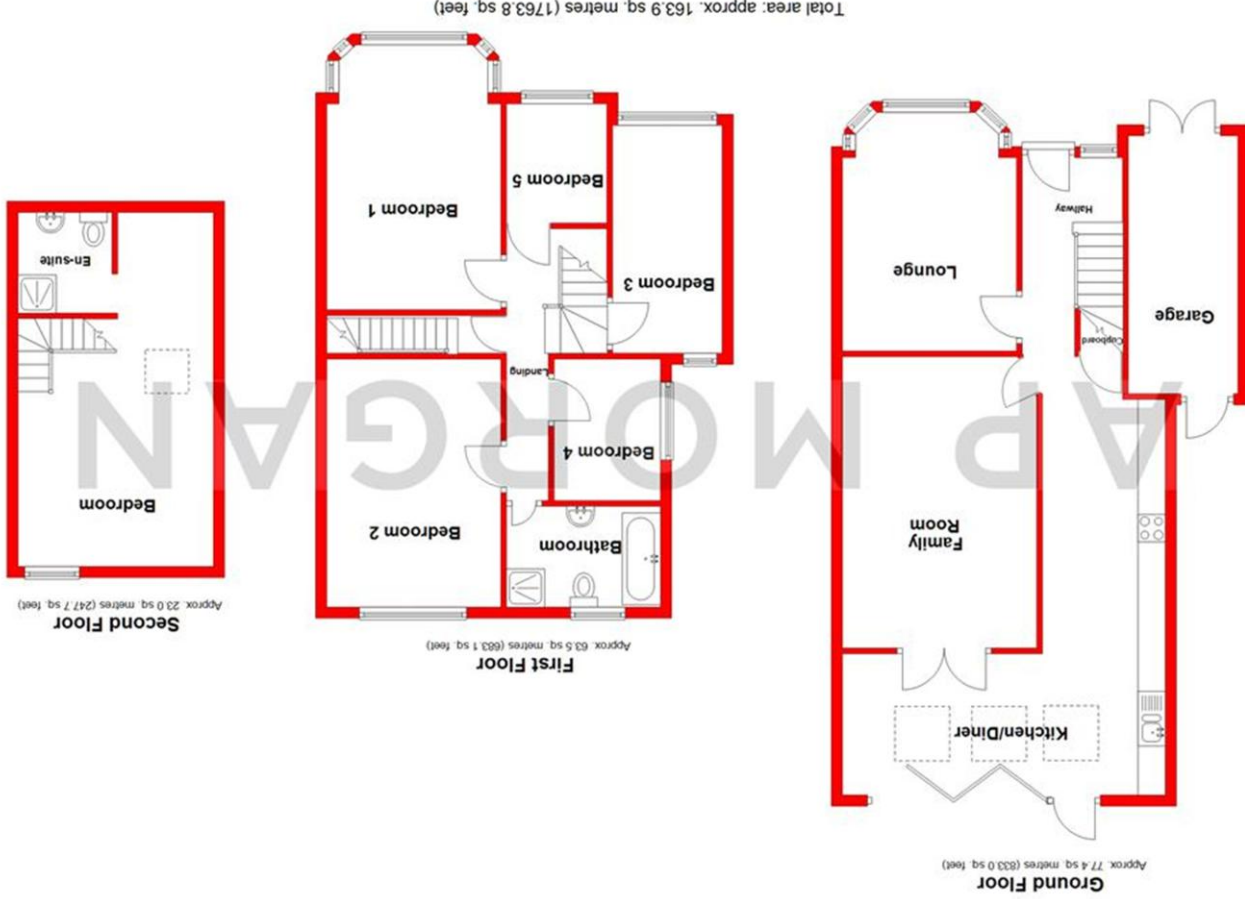 Ground Floor
Approx. 77.4 sq. metres (833.0 sq. feet)
Kitchen/Diner
Family
Room
Cupboard
Garage
Lounge
Hallway
First Floor
Approx. 63.5 sq. metres (683.1 sq. feet)
Bathroom
Bedroom 2
Bedroom 4
Landing
Bedroom 3
Bedroom 1
Bedroom 5
Second Floor
Approx. 23.0 sq. metres (247.7 sq. feet)
Bedroom
En-suite
AP MORGAN
Total area: approx. 163.9 sq. metres (1763.8 sq. feet)